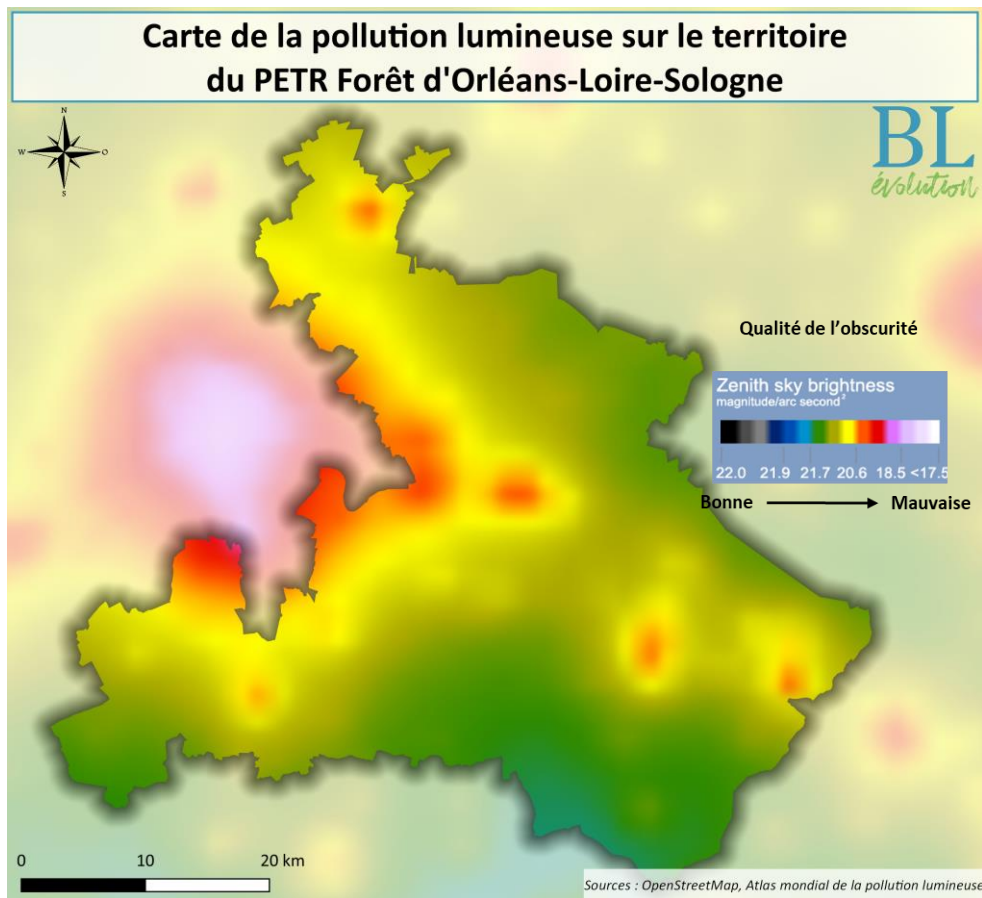 Carte de la pollution lumineuse sur le territoire
du PETR Forêt d'Orléans-Loire-Sologne
N
W O
S
BL
évolution
Qualité de l'obscurité
Zenith sky brightness
magnitude/arc second²
22.0 21.9 21.7 20.6 18.5 <17.5
Bonne Mauvaise
0 10 20 km
Sources : OpenStreetMap, Atlas mondial de la pollution lumineuse